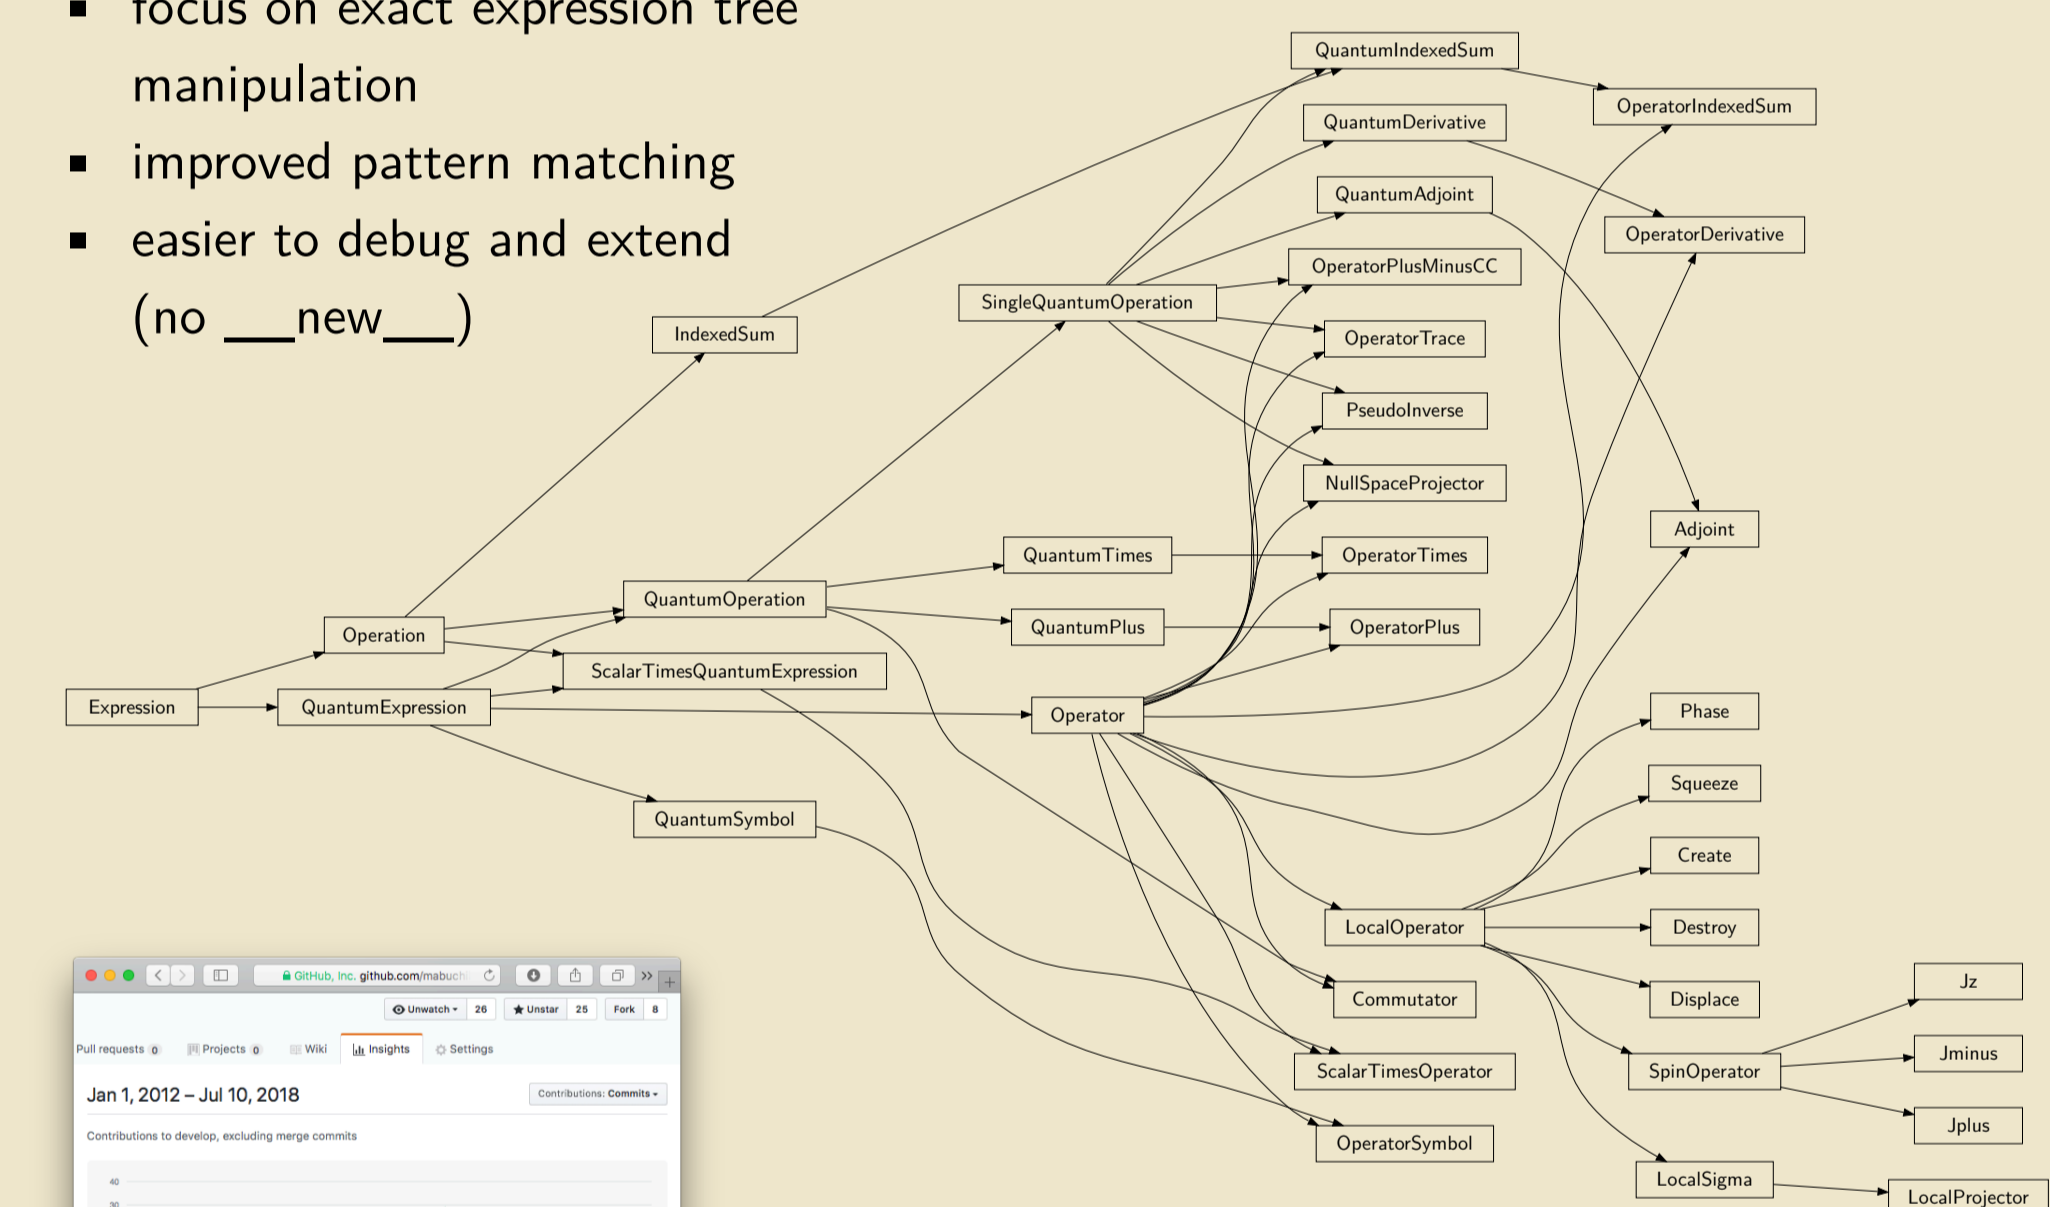 focus on exact expression tree
manipulation
improved pattern matching
easier to debug and extend
(no __new__)
QuantumIndexedSum
OperatorIndexedSum
QuantumDerivative
QuantumAdjoint
OperatorDerivative
OperatorPlusMinusCC
SingleQuantumOperation
IndexedSum
OperatorTrace
PseudoInverse
NullSpaceProjector
Adjoint
QuantumTimes
OperatorTimes
QuantumOperation
QuantumPlus
OperatorPlus
Operation
ScalarTimesQuantumExpression
Expression
QuantumExpression
Operator
Phase
Squeeze
QuantumSymbol
Create
LocalOperator
Destroy
Commutator
Displace
Jz
ScalarTimesOperator
SpinOperator
Jminus
Jplus
OperatorSymbol
LocalSigma
LocalProjector
GitHub, Inc. github.com/mabuch
Unwatch 26 Unstar 25 Fork 8
Pull requests 0 Projects 0 Wiki Insights Settings
Jan 1, 2012 – Jul 10, 2018
Contributions: Commits
Contributions to develop, excluding merge commits
40
30